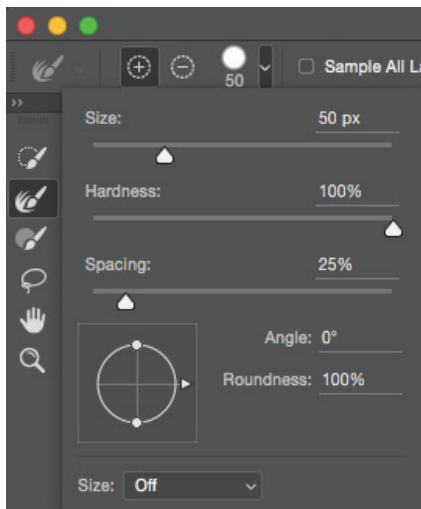 50
Sample All La
>>
Size: 50 px
Hardness: 100%
Spacing: 25%
Angle: 0°
Roundness: 100%
Size: Off